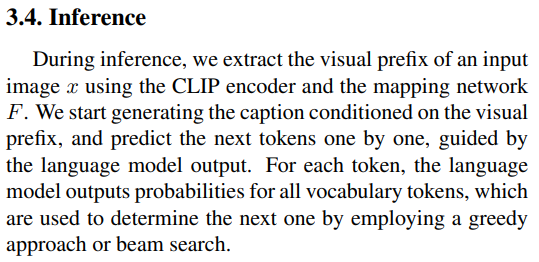 3.4. Inference
During inference, we extract the visual prefix of an input
image x using the CLIP encoder and the mapping network
F. We start generating the caption conditioned on the visual
prefix, and predict the next tokens one by one, guided by
the language model output. For each token, the language
model outputs probabilities for all vocabulary tokens, which
are used to determine the next one by employing a greedy
approach or beam search.